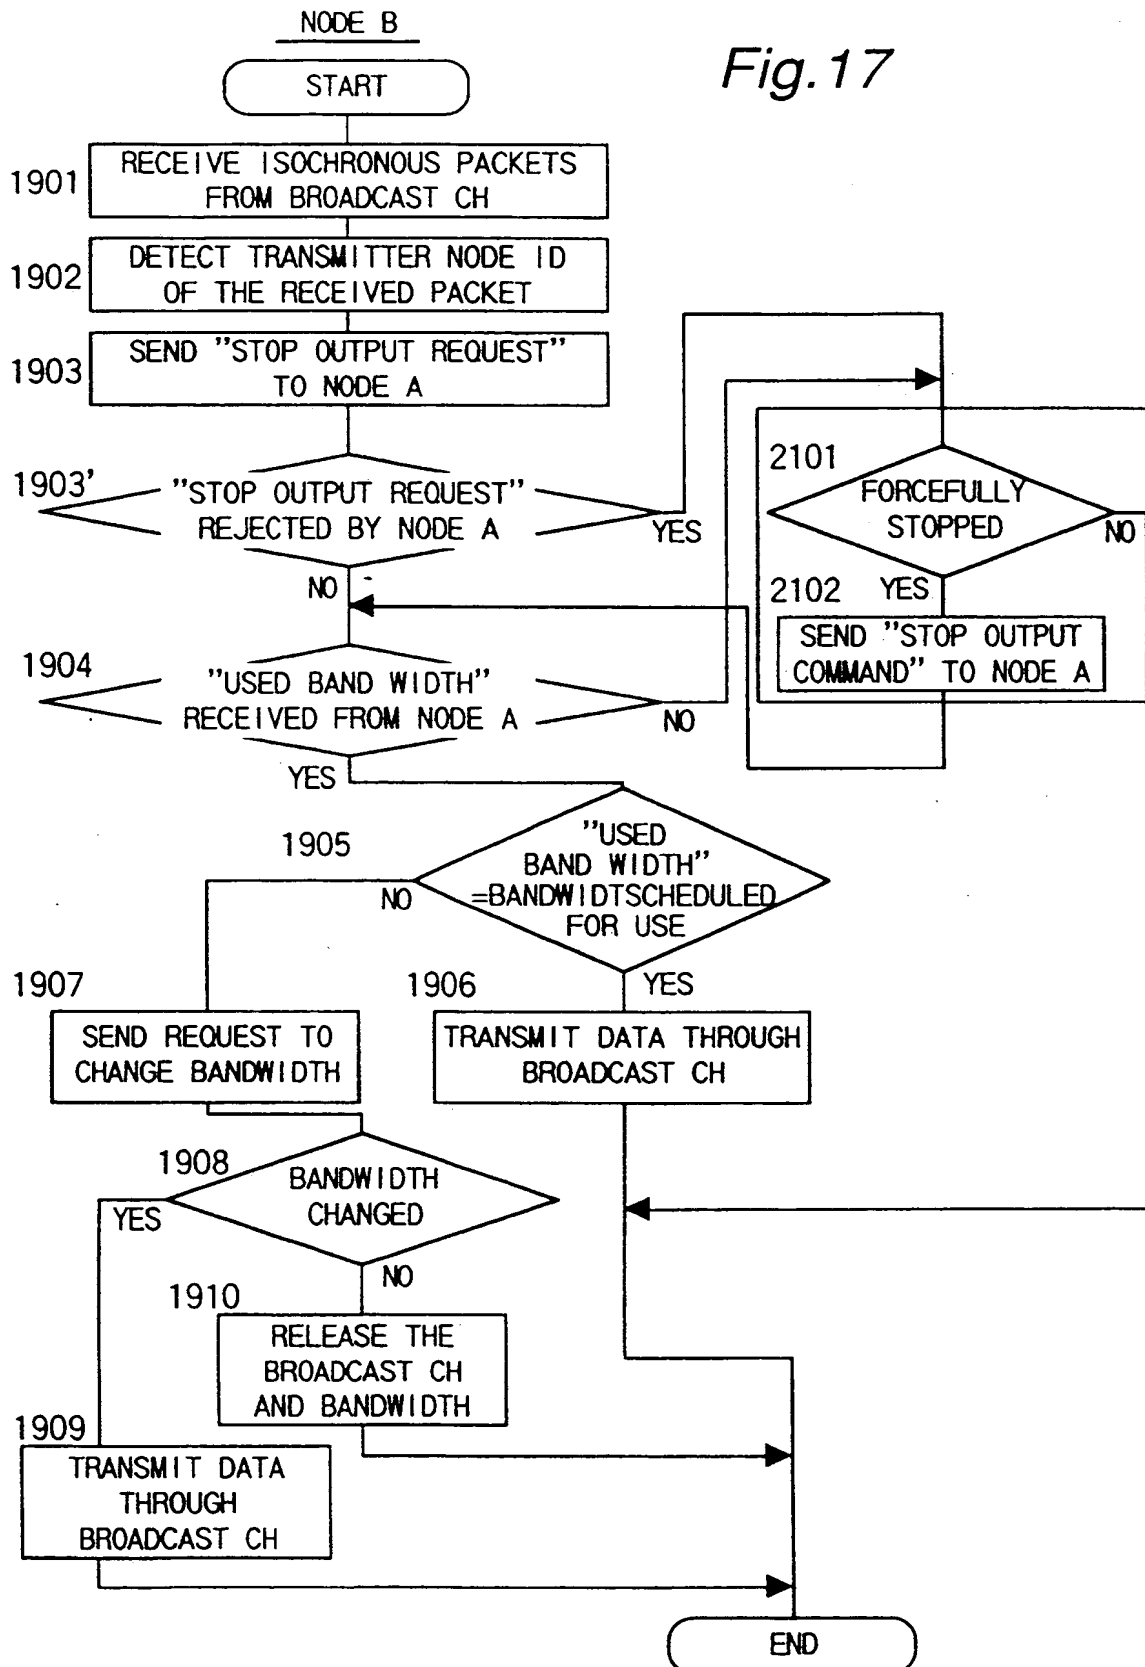 NODE B
Fig.17
START
1901
RECEIVE ISOCHRONOUS PACKETS
FROM BROADCAST CH
1902
DETECT TRANSMITTER NODE ID
OF THE RECEIVED PACKET
1903
SEND "STOP OUTPUT REQUEST"
TO NODE A
1903'
"STOP OUTPUT REQUEST"
REJECTED BY NODE A
YES
NO
2101
FORCEFULLY
STOPPED
NO
YES
2102
SEND "STOP OUTPUT
COMMAND" TO NODE A
1904
"USED BAND WIDTH"
RECEIVED FROM NODE A
NO
YES
1905
"USED
BAND WIDTH"
=BANDWIDTSCHEDULED
FOR USE
NO
YES
1907
SEND REQUEST TO
CHANGE BANDWIDTH
1906
TRANSMIT DATA THROUGH
BROADCAST CH
1908
BANDWIDTH
CHANGED
YES
NO
1910
RELEASE THE
BROADCAST CH
AND BANDWIDTH
1909
TRANSMIT DATA
THROUGH
BROADCAST CH
END